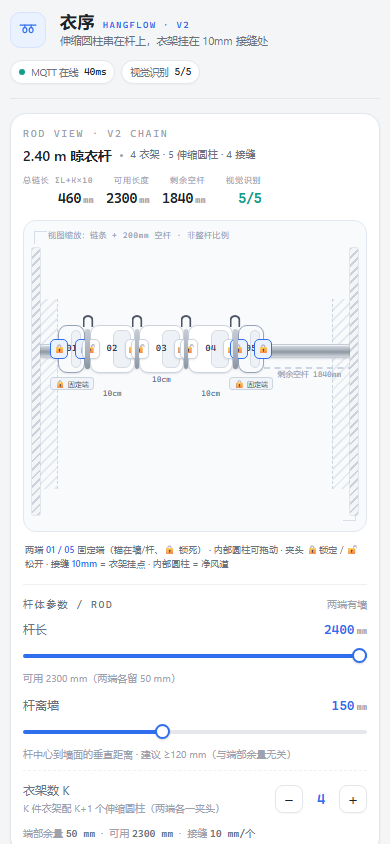 衣序 HANGFLOW · V2
伸缩圆柱串在杆上，衣架挂在 10mm 接缝处
MQTT 在线 40ms 视觉识别 5/5
ROD VIEW · V2 CHAIN
2.40 m 晾衣杆 • 4 衣架 · 5 伸缩圆柱 · 4 接缝
总链长 ΣL+K×10 可用长度 剩余空杆 视觉识别
460mm 2300mm 1840mm 5/5
视图缩放: 链条 + 200mm 空杆 · 非整杆比例
01 02 03 04 05
固定端 10cm 10cm 10cm 固定端 剩余空杆 1840mm
两端 01 / 05 固定端（锚在墙/杆、🔒 锁死）· 内部圆柱可拖动 · 夹头 🔒锁定 / 🔓
松开 · 接缝 10mm = 衣架挂点 · 内部圆柱 = 净风道
杆体参数 / ROD 两端有墙
杆长 2400mm
可用 2300 mm（两端各留 50 mm）
杆离墙 150mm
杆中心到墙面的垂直距离 · 建议 ≥120 mm（与端部余量无关）
衣架数 K
K 件衣架配 K+1 个伸缩圆柱（两端各一夹头）
− 4 +
端部余量 50 mm · 可用 2300 mm · 接缝 10 mm/个